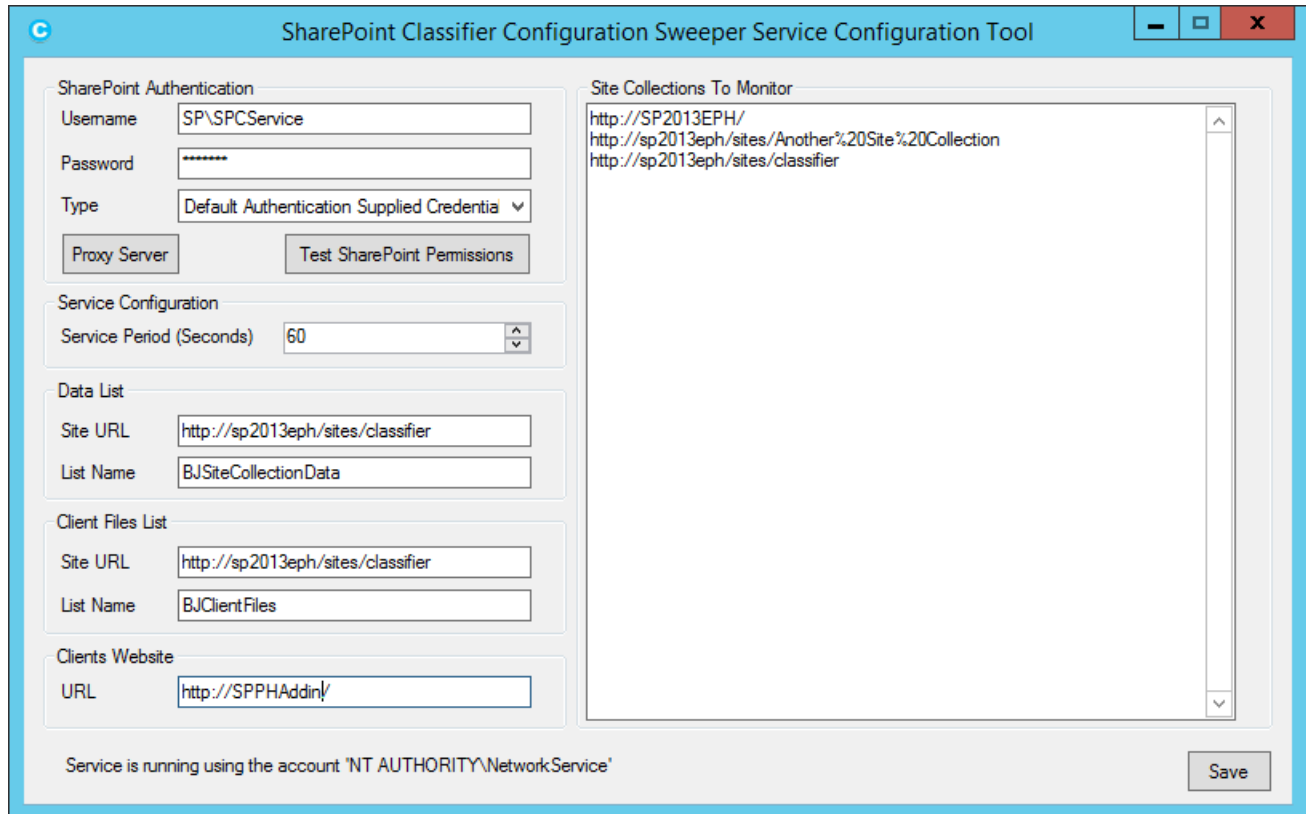 SharePoint Classifier Configuration Sweeper Service Configuration Tool
SharePoint Authentication
Username SP\SPCService
Password *******
Type Default Authentication Supplied Credential
Proxy Server Test SharePoint Permissions
Service Configuration
Service Period (Seconds) 60
Data List
Site URL http://sp2013eph/sites/classifier
List Name BJSiteCollectionData
Client Files List
Site URL http://sp2013eph/sites/classifier
List Name BJClientFiles
Clients Website
URL http://SPPHAddin/
Service is running using the account 'NT AUTHORITY\NetworkService'
Site Collections To Monitor
http://SP2013EPH/
http://sp2013eph/sites/Another%20Site%20Collection
http://sp2013eph/sites/classifier
Save